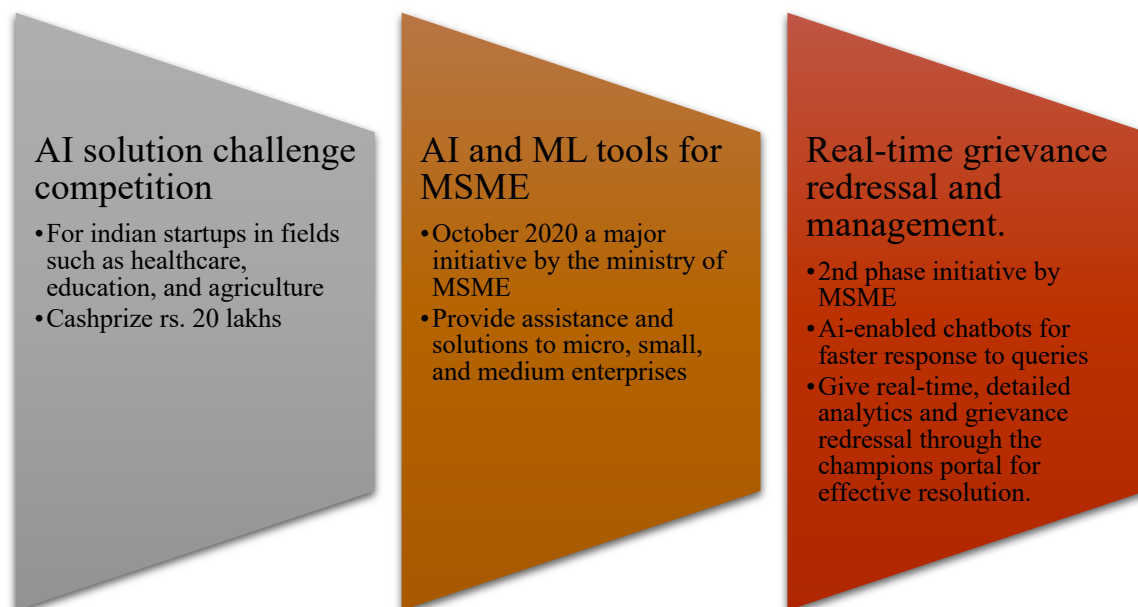 AI solution challenge
competition
•For indian startups in fields
such as healthcare,
education, and agriculture
•Cashprize rs. 20 lakhs
AI and ML tools for
MSME
•October 2020 a major
initiative by the ministry of
MSME
•Provide assistance and
solutions to micro, small,
and medium enterprises
Real-time grievance
redressal and
management.
•2nd phase initiative by
MSME
•Ai-enabled chatbots for
faster response to queries
•Give real-time, detailed
analytics and grievance
redressal through the
champions portal for
effective resolution.